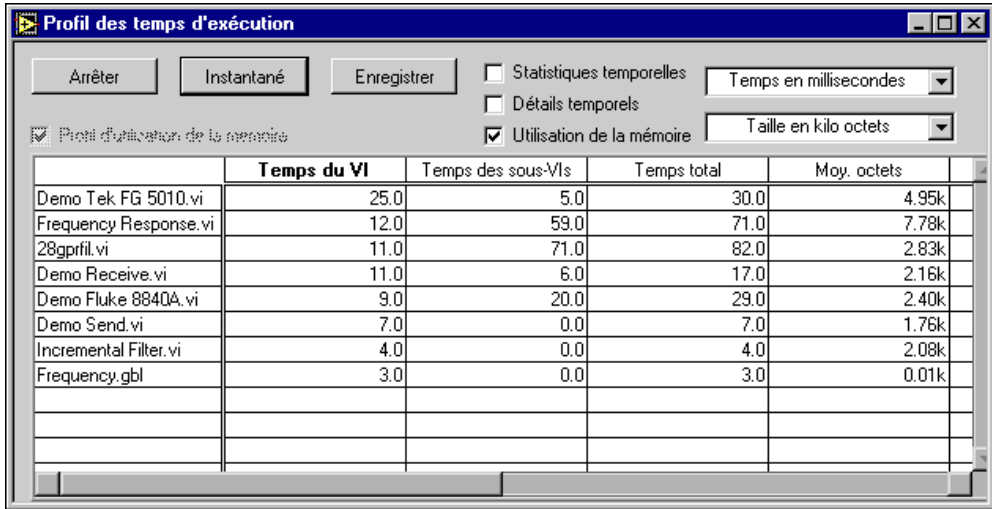 Profil des temps d'exécution
Arrêter Instantané Enregistrer Statistiques temporelles Temps en millisecondes
Détails temporels
Profil d'utilisation de la memoire Utilisation de la mémoire Taille en kilo octets
Temps du VI Temps des sous-VIs Temps total Moy. octets
Demo Tek FG 5010.vi 25.0 5.0 30.0 4.95k
Frequency Response.vi 12.0 59.0 71.0 7.78k
28gprfil.vi 11.0 71.0 82.0 2.83k
Demo Receive.vi 11.0 6.0 17.0 2.16k
Demo Fluke 8840A.vi 9.0 20.0 29.0 2.40k
Demo Send.vi 7.0 0.0 7.0 1.76k
Incremental Filter.vi 4.0 0.0 4.0 2.08k
Frequency.gbl 3.0 0.0 3.0 0.01k